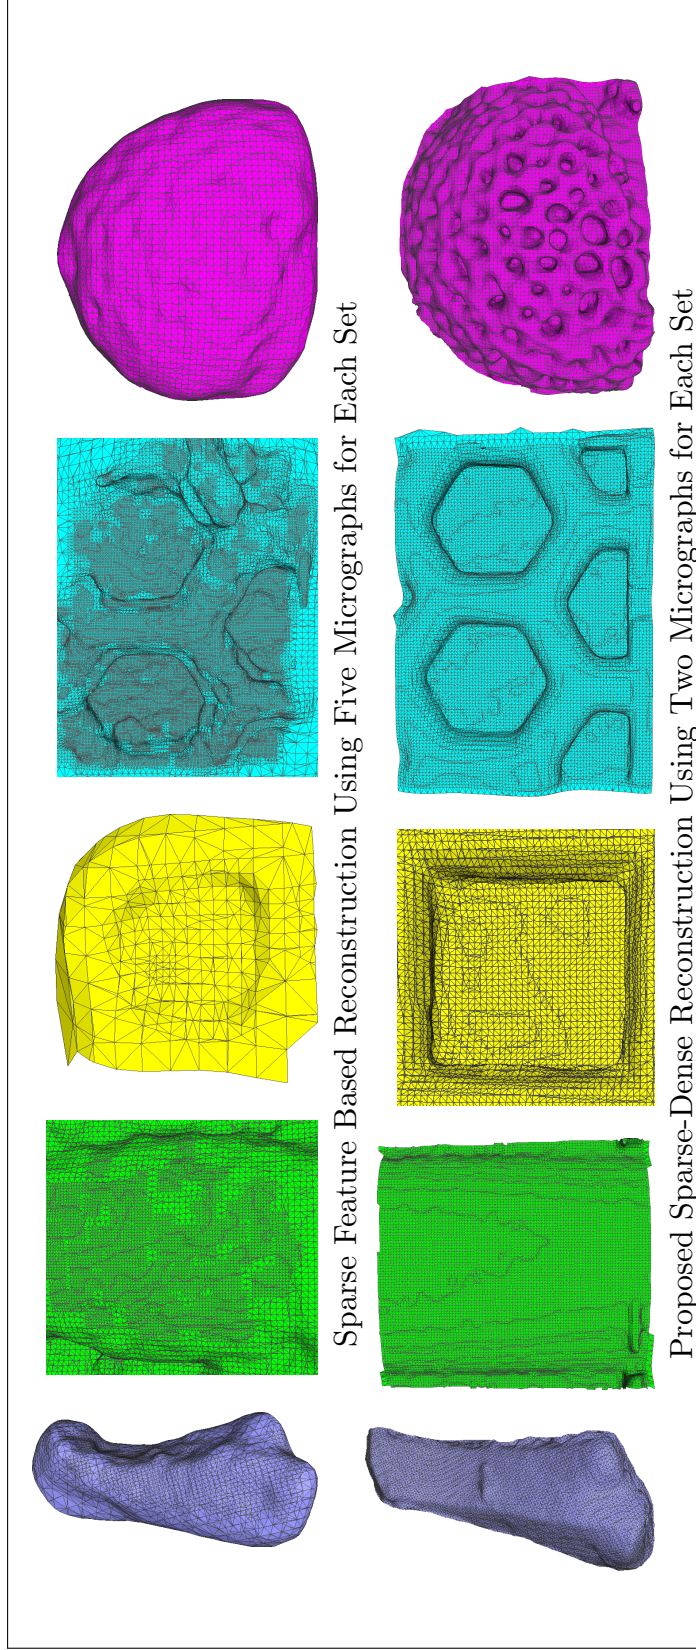 Sparse Feature Based Reconstruction Using Five Micrographs for Each Set
Proposed Sparse-Dense Reconstruction Using Two Micrographs for Each Set